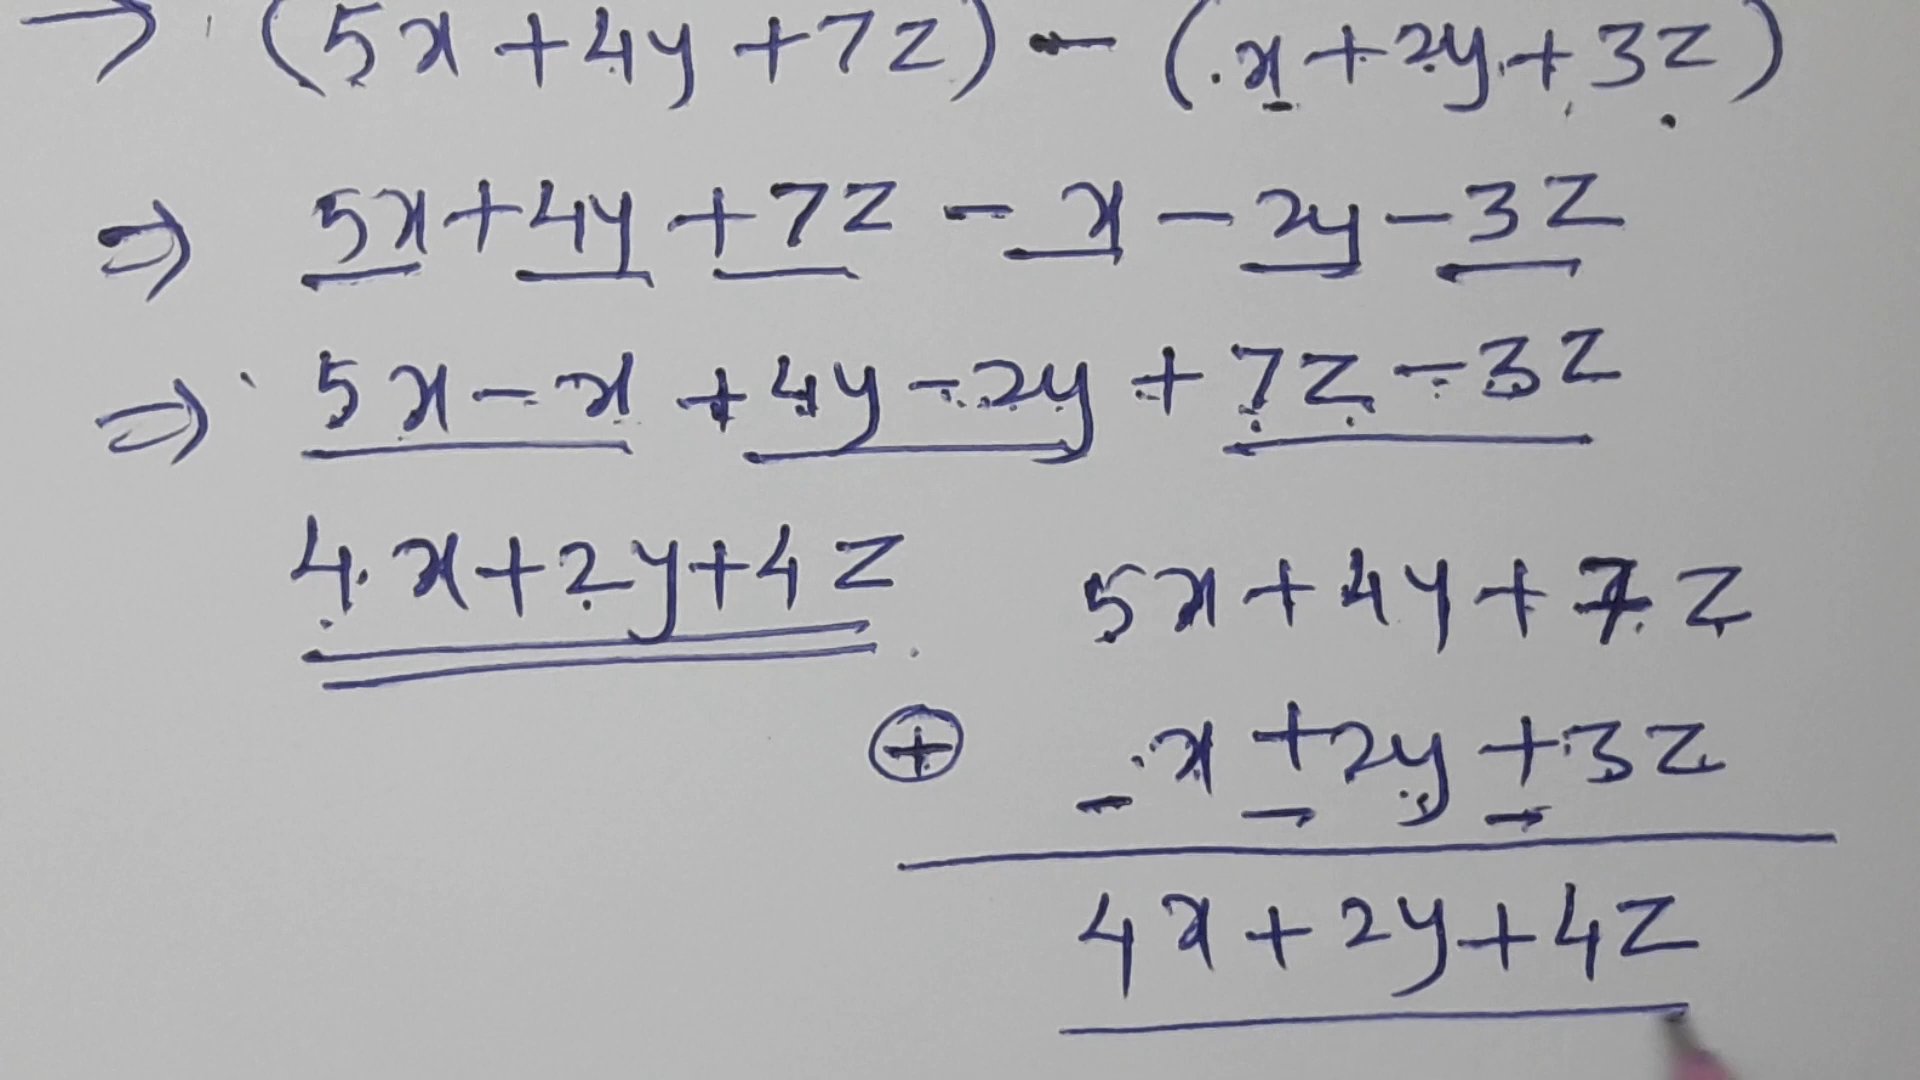 → (5x+4y+7z) - (x+2y+3z)
⇒ 5x+4y+7z - x - 2y - 3z
⇒ 5x - x + 4y - 2y + 7z - 3z
4x+2y+4z
5x+4y+7z
⊕ x+2y+3z
- - -
4x+2y+4z